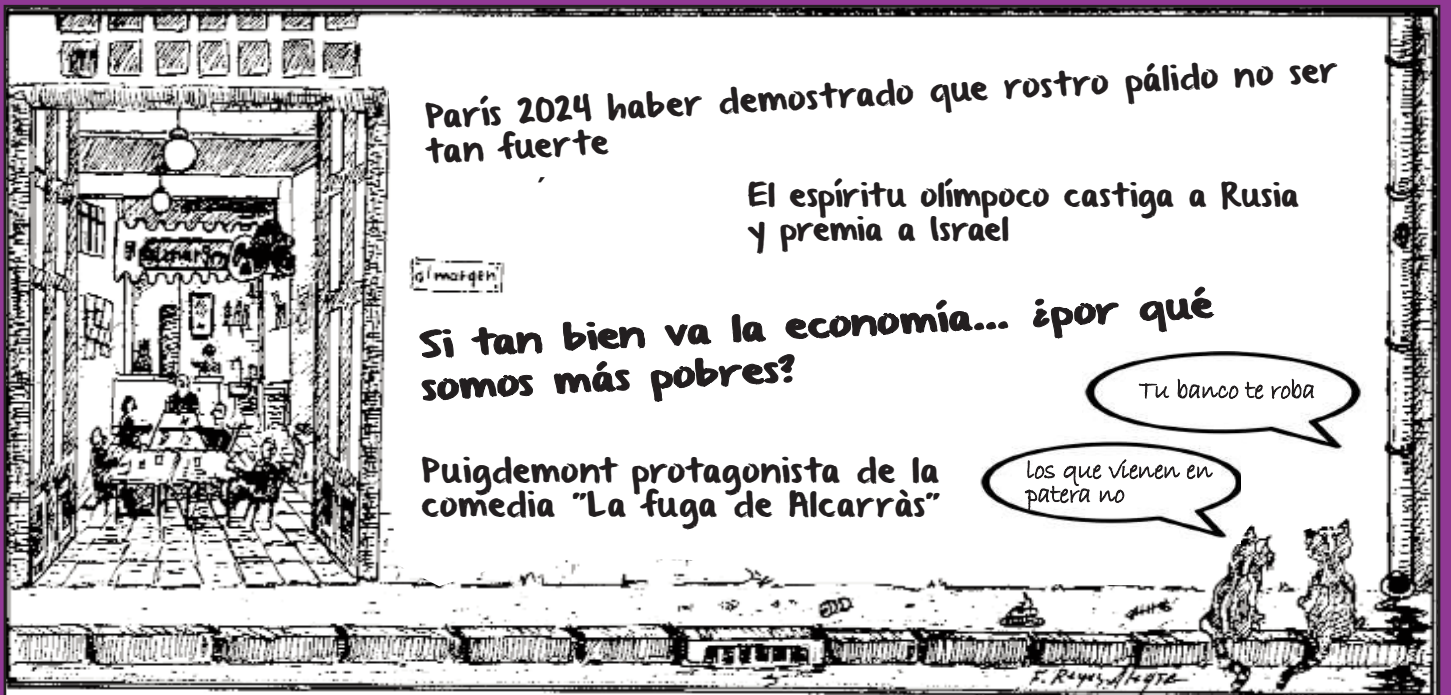 París 2024 haber demostrado que rostro pálido no ser
tan fuerte
El espíritu olímpoco castiga a Rusia
y premia a Israel
al margen
Si tan bien va la economía... ¿por qué
somos más pobres?
Tu banco te roba
los que vienen en
patera no
Puigdemont protagonista de la
comedia "La fuga de Alcarràs"